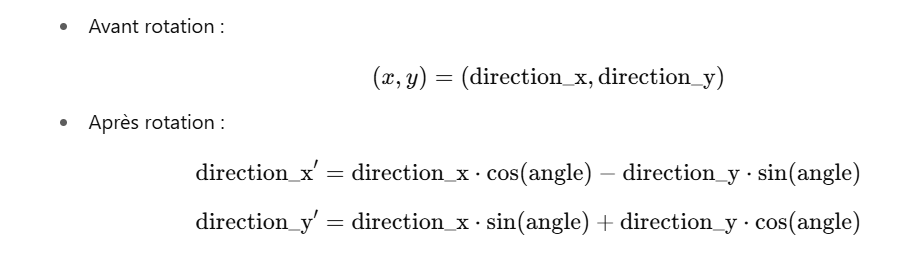 • Avant rotation :
(x, y) = (direction_x, direction_y)
• Après rotation :
direction_x′ = direction_x · cos(angle) − direction_y · sin(angle)
direction_y′ = direction_x · sin(angle) + direction_y · cos(angle)